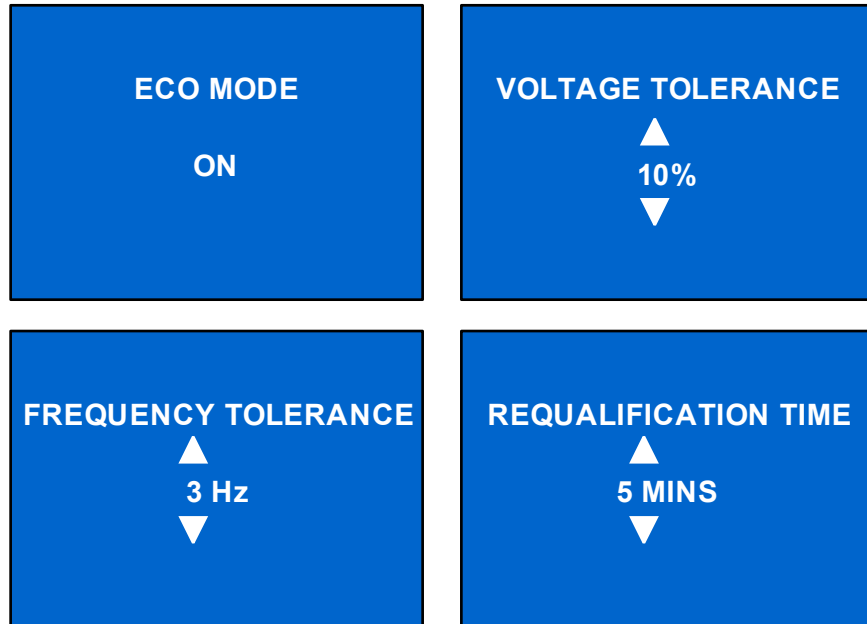 ECO MODE
ON
VOLTAGE TOLERANCE
10%
FREQUENCY TOLERANCE
3 Hz
REQUALIFICATION TIME
5 MINS